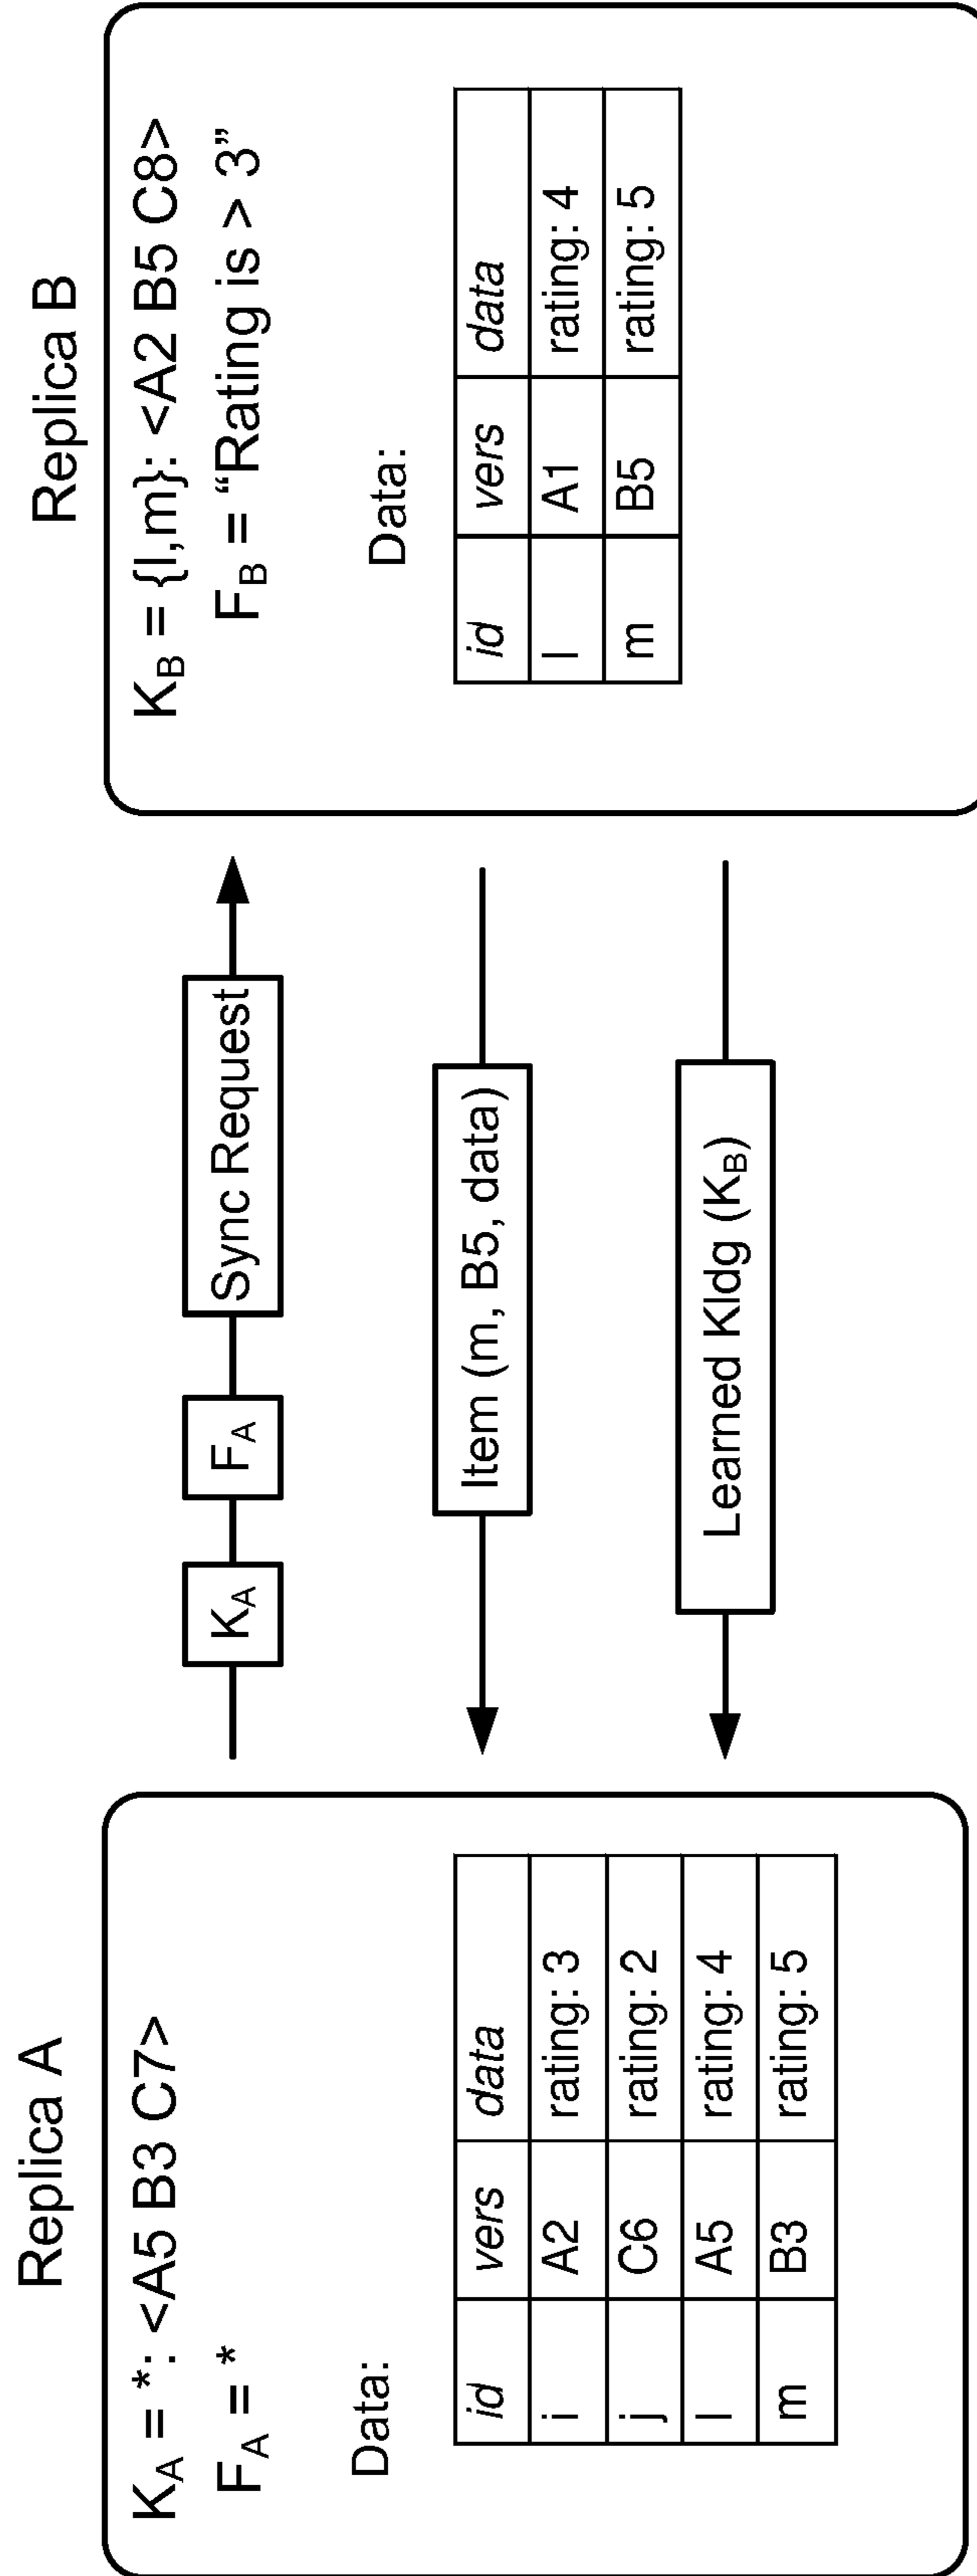 Replica A
K_A = *: <A5 B3 C7>
F_A = *
Data:
id vers data
i A2 rating: 3
j C6 rating: 2
l A5 rating: 4
m B3 rating: 5
K_A
F_A
Sync Request
Item (m, B5, data)
Learned Kldg (K_B)
Replica B
K_B = {l,m}: <A2 B5 C8>
F_B = “Rating is > 3”
Data:
id vers data
l A1 rating: 4
m B5 rating: 5